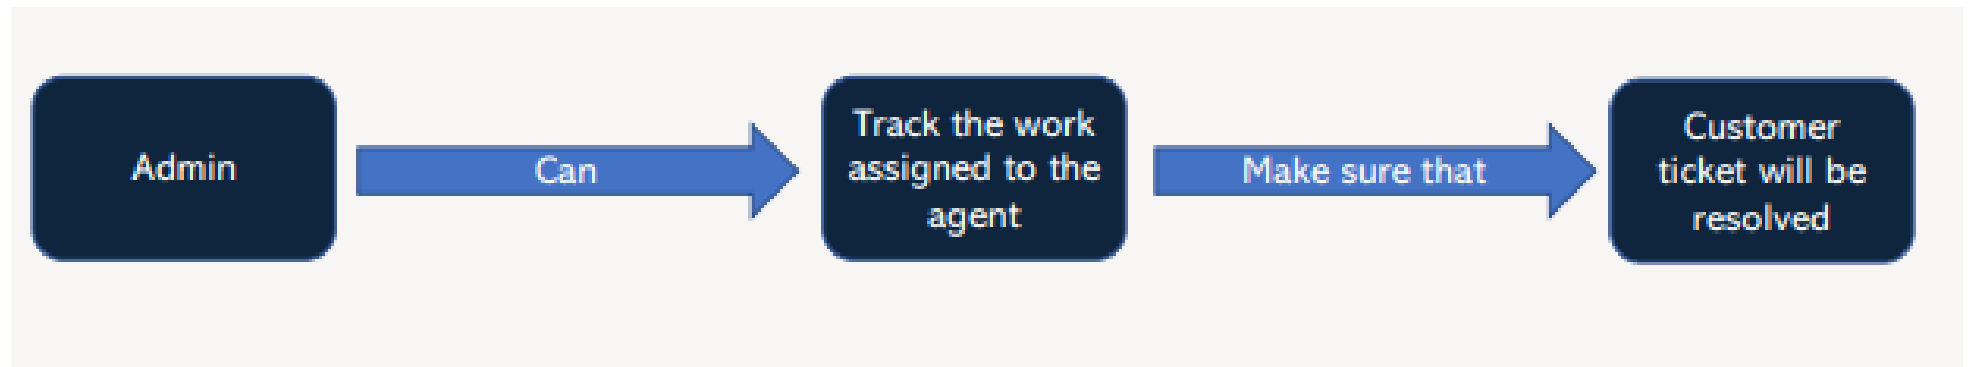 Admin
Can
Track the work
assigned to the
agent
Make sure that
Customer
ticket will be
resolved